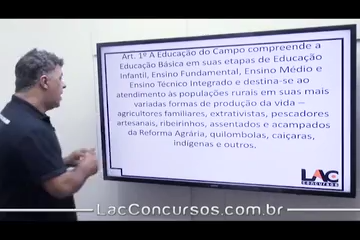 Art. 1º A Educação do Campo compreende a
Educação Básica em suas etapas de Educação
Infantil, Ensino Fundamental, Ensino Médio e
Ensino Técnico Integrado e destina-se ao
atendimento às populações rurais em suas mais
variadas formas de produção da vida –
agricultores familiares, extrativistas, pescadores
artesanais, ribeirinhos, assentados e acampados
da Reforma Agrária, quilombolas, caiçaras,
indígenas e outros.
LAC
CONCURSOS
LacConcursos.com.br